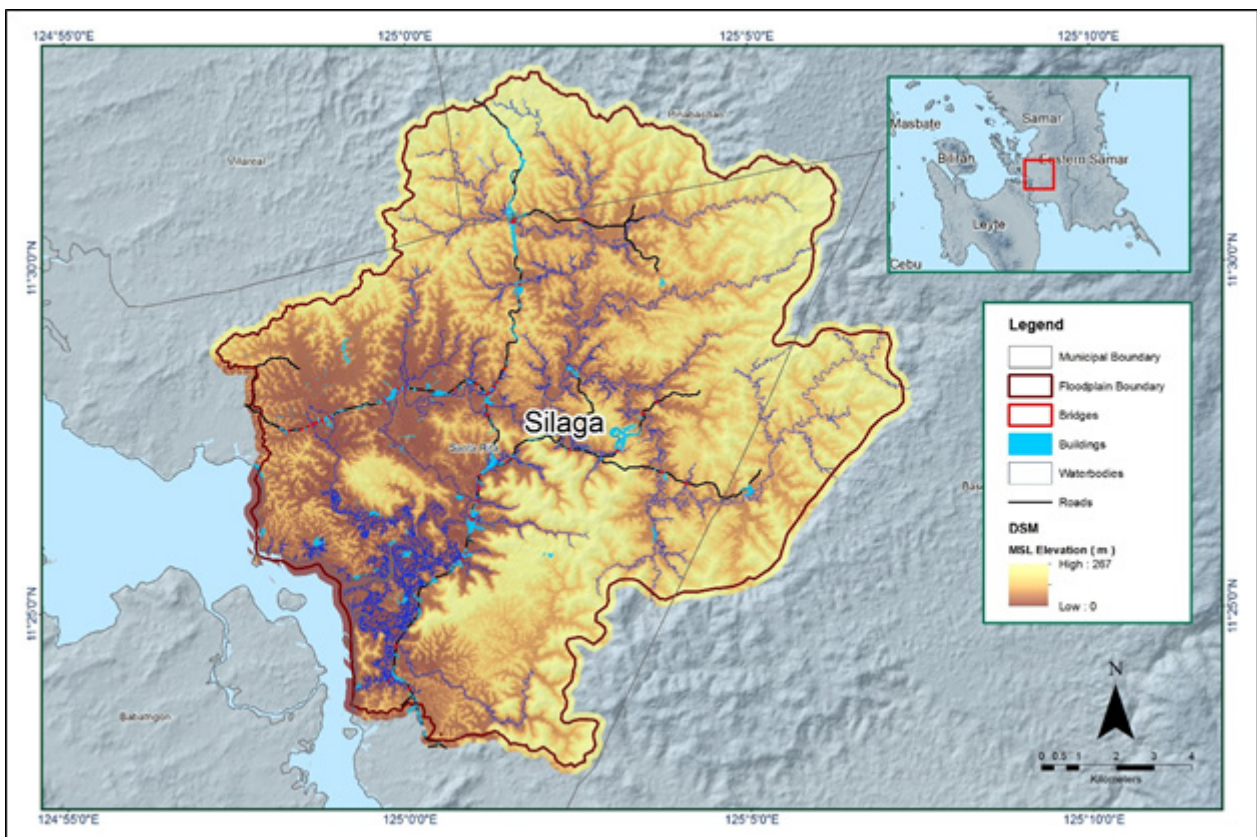 124°55'0"E
125°0'0"E
125°5'0"E
125°10'0"E
Villareal
Pinabacdao
Masbate
Samar
Biliran
Eastern Samar
Leyte
Cebu
11°30'0"N
11°30'0"N
Silaga
Santa Rita
Legend
Municipal Boundary
Floodplain Boundary
Bridges
Buildings
Waterbodies
Roads
DSM
MSL Elevation ( m )
High : 267
Low : 0
11°25'0"N
11°25'0"N
Babatngon
N
0 0.5 1 2 3 4
Kilometers
124°55'0"E
125°0'0"E
125°5'0"E
125°10'0"E